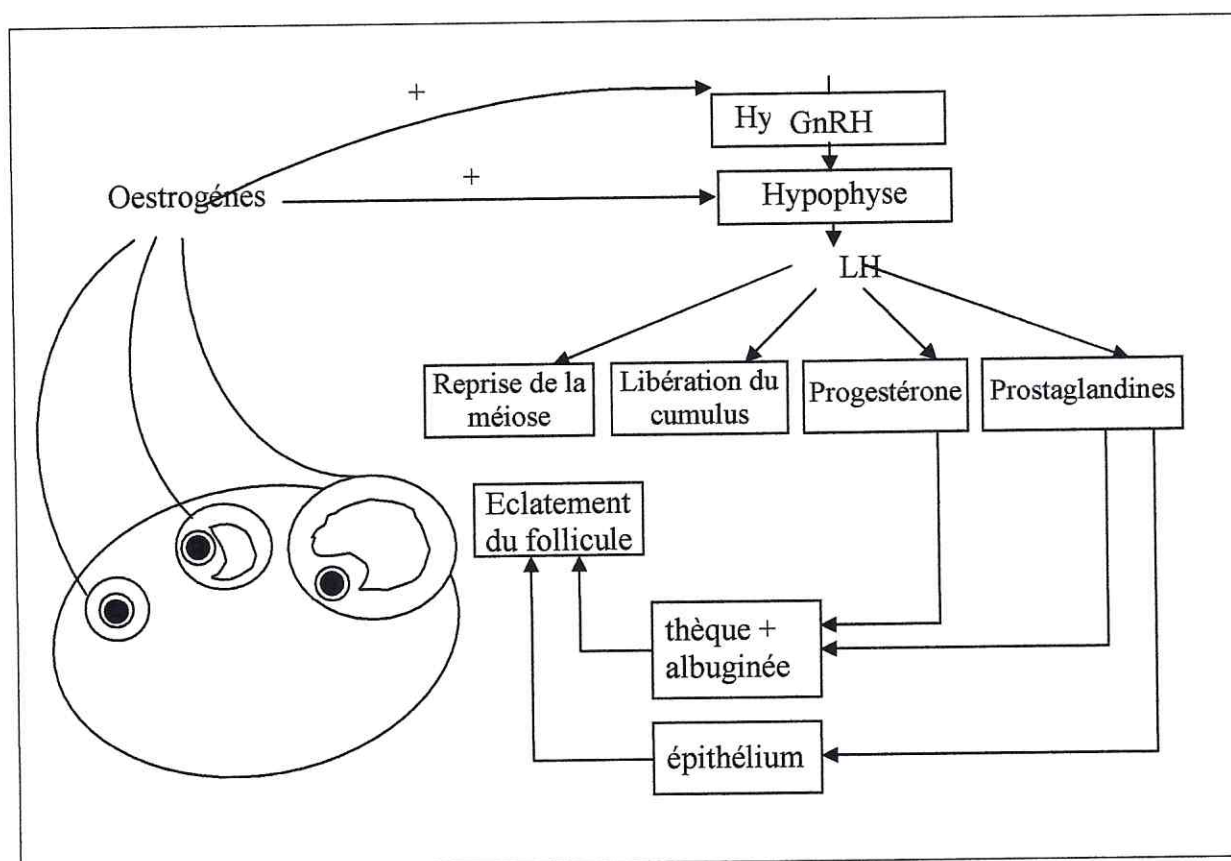 +
Hy GnRH
Oestrogénes
+
Hypophyse
LH
Reprise de la
méiose
Libération du
cumulus
Progestérone
Prostaglandines
Eclatement
du follicule
thèque +
albuginée
épithélium